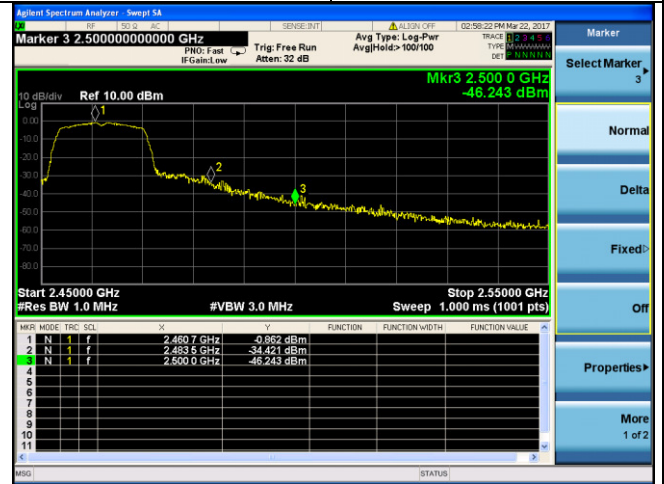 Agilent Spectrum Analyzer - Swept SA
RF 50 Ω AC SENSE:INT ALIGN OFF 02:58:22 PM Mar 22, 2017
Marker 3 2.500000000000 GHz
PNO: Fast
IFGain:Low
Trig: Free Run
Atten: 32 dB
Avg Type: Log-Pwr
Avg|Hold:>100/100
TRACE 1 2 3 4 5 6
TYPE MWWWWW
DET P N N N N N
Mkr3 2.500 0 GHz
-46.243 dBm
10 dB/div Ref 10.00 dBm
Log
0.00
-10.0
-20.0
-30.0
-40.0
-50.0
-60.0
-70.0
-80.0
1
2
3
Start 2.45000 GHz Stop 2.55000 GHz
#Res BW 1.0 MHz #VBW 3.0 MHz Sweep 1.000 ms (1001 pts)
MKR MODE TRC SCL X Y FUNCTION FUNCTION WIDTH FUNCTION VALUE
1 N 1 f 2.460 7 GHz -0.862 dBm
2 N 1 f 2.483 5 GHz -34.421 dBm
3 N 1 f 2.500 0 GHz -46.243 dBm
4
5
6
7
8
9
10
11
MSG STATUS
Marker
Select Marker
3
Normal
Delta
Fixed
Off
Properties
More
1 of 2